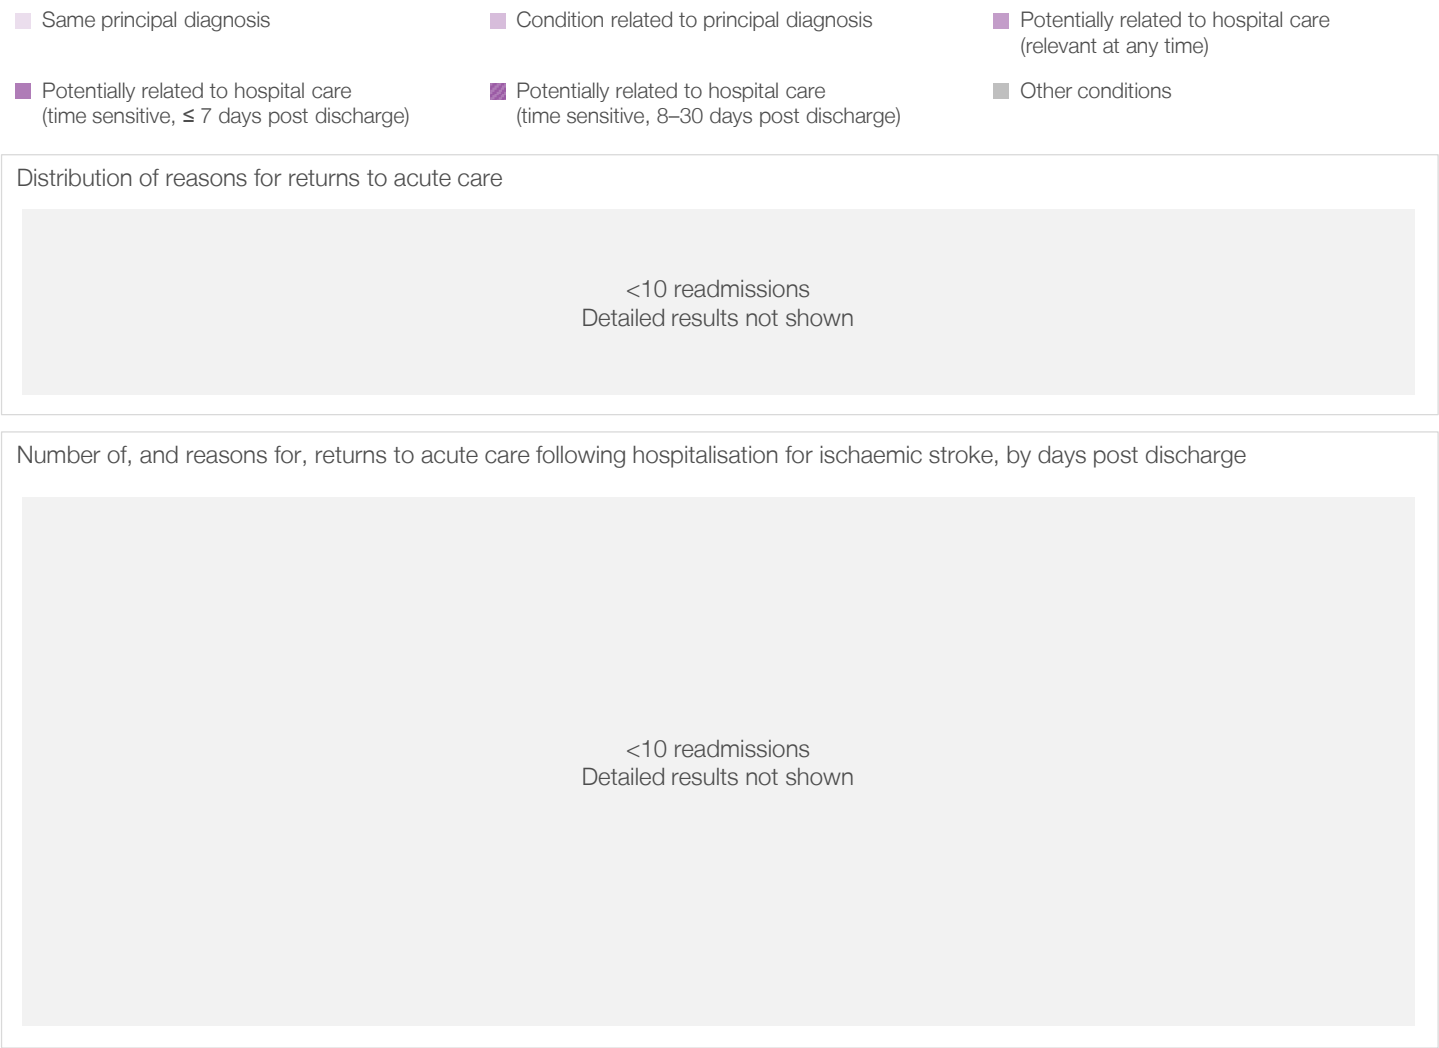 Same principal diagnosis
Condition related to principal diagnosis
Potentially related to hospital care
(relevant at any time)
Potentially related to hospital care
(time sensitive, ≤ 7 days post discharge)
Potentially related to hospital care
(time sensitive, 8–30 days post discharge)
Other conditions
Distribution of reasons for returns to acute care
<10 readmissions
Detailed results not shown
Number of, and reasons for, returns to acute care following hospitalisation for ischaemic stroke, by days post discharge
<10 readmissions
Detailed results not shown